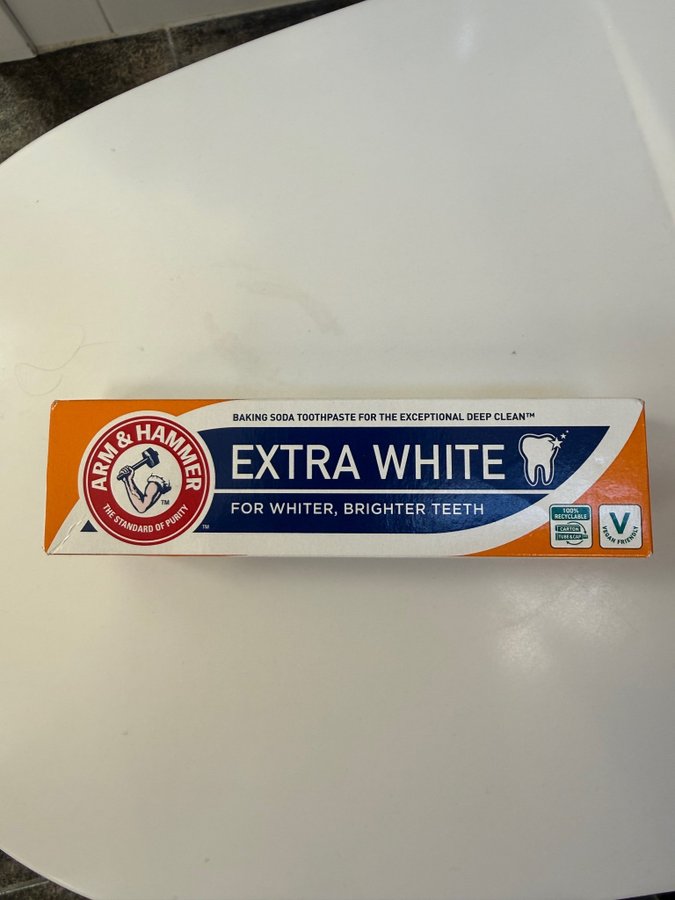 BAKING SODA TOOTHPASTE FOR THE EXCEPTIONAL DEEP CLEAN™
ARM & HAMMER
™
THE STANDARD OF PURITY
™
EXTRA WHITE
FOR WHITER, BRIGHTER TEETH
100%
RECYCLABLE
CARTON
TUBE & CAP
V
VEGAN FRIENDLY